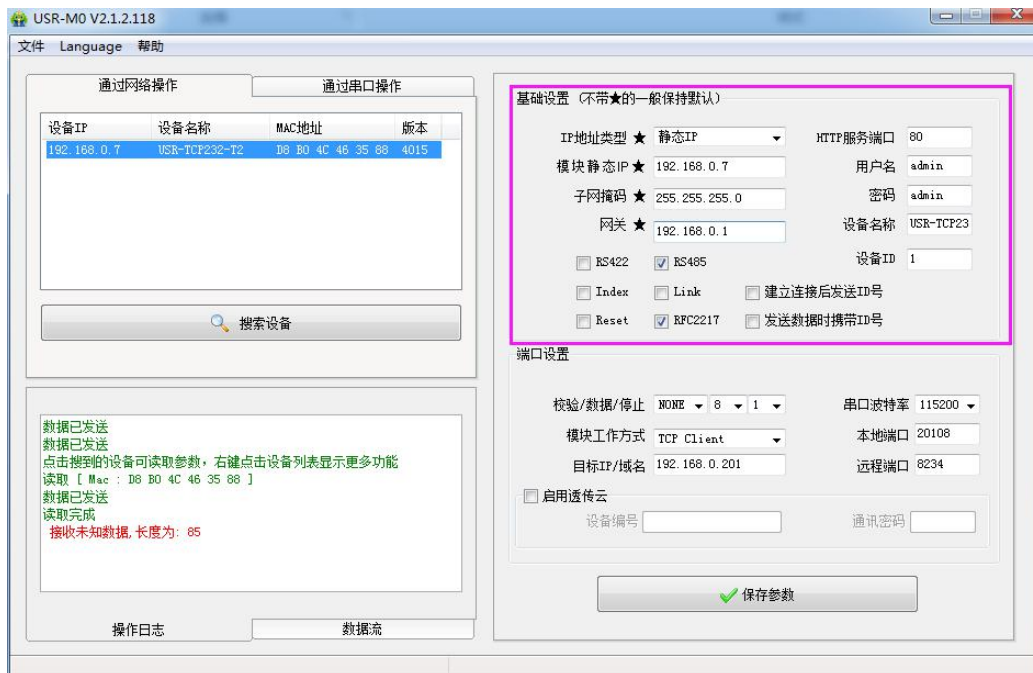 USR-M0 V2.1.2.118
文件 Language 帮助
通过网络操作 通过串口操作
设备IP 设备名称 MAC地址 版本
192.168.0.7 USR-TCP232-T2 D8 B0 4C 46 35 88 4015
搜索设备
数据已发送
数据已发送
点击搜到的设备可读取参数，右键点击设备列表显示更多功能
读取 [ Mac : D8 B0 4C 46 35 88 ]
数据已发送
读取完成
接收未知数据,长度为: 85
操作日志 数据流
基础设置 (不带★的一般保持默认)
IP地址类型 ★ 静态IP HTTP服务端口 80
模块静态IP★ 192.168.0.7 用户名 admin
子网掩码 ★ 255.255.255.0 密码 admin
网关 ★ 192.168.0.1 设备名称 USR-TCP23
RS422 RS485 设备ID 1
Index Link 建立连接后发送ID号
Reset RFC2217 发送数据时携带ID号
端口设置
校验/数据/停止 NONE 8 1 串口波特率 115200
模块工作方式 TCP Client 本地端口 20108
目标IP/域名 192.168.0.201 远程端口 8234
启用透传云
设备编号 通讯密码
保存参数